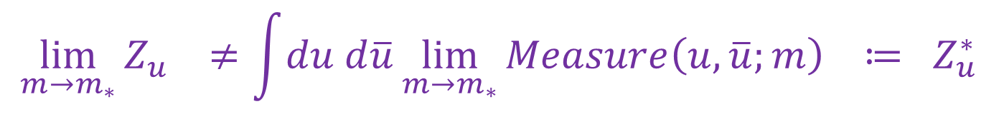 lim_{m→m_*} Z_u ≠ ∫ du dū lim_{m→m_*} Measure(u, ū; m) ≔ Z_u^*